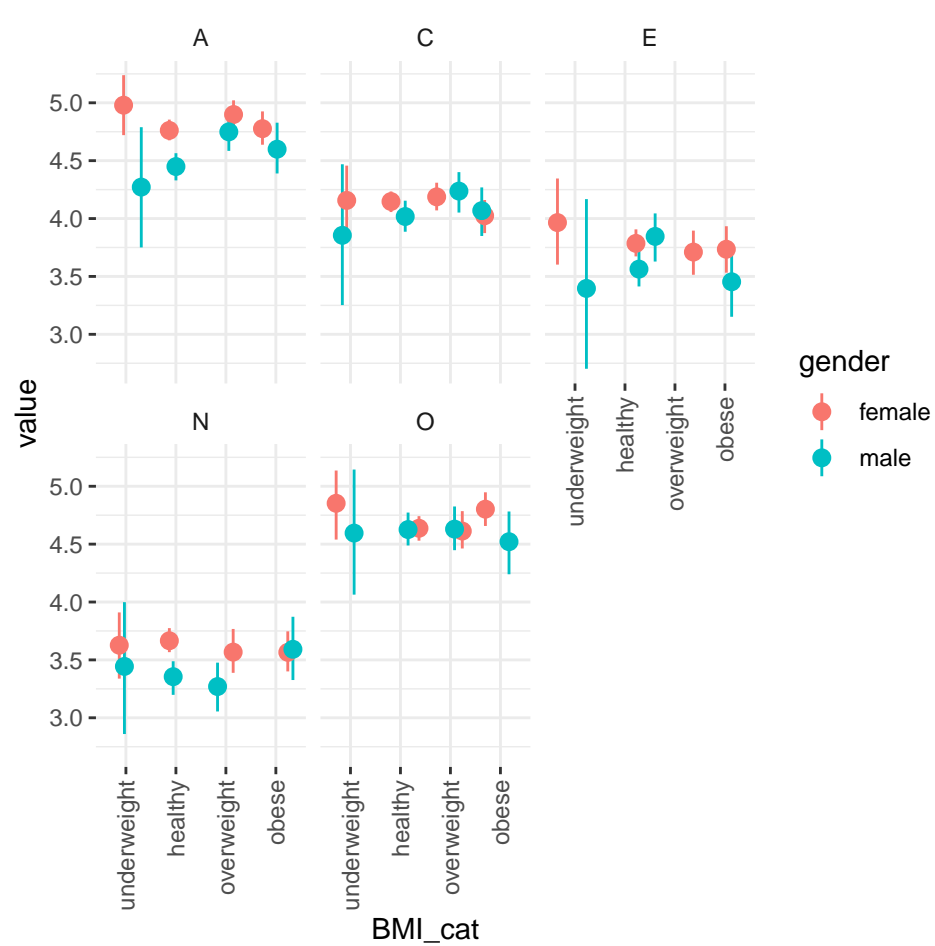 A C E
5.0
4.5
4.0
3.5
3.0
underweight
healthy
overweight
obese
value
N O
5.0
4.5
4.0
3.5
3.0
underweight
healthy
overweight
obese
underweight
healthy
overweight
obese
BMI_cat
gender
female
male